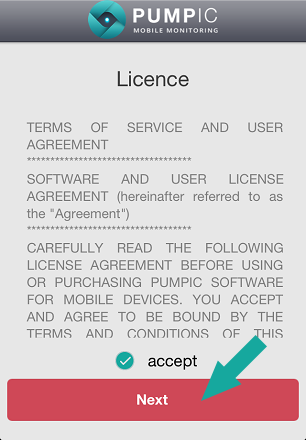 PUMPIC
MOBILE MONITORING
Licence
TERMS OF SERVICE AND USER
AGREEMENT
***********************************
SOFTWARE AND USER LICENSE
AGREEMENT (hereinafter referred to as
the "Agreement")
***********************************
CAREFULLY READ THE FOLLOWING
LICENSE AGREEMENT BEFORE USING
OR PURCHASING PUMPIC SOFTWARE
FOR MOBILE DEVICES. YOU ACCEPT
AND AGREE TO BE BOUND BY THE
TERMS AND CONDITIONS OF THIS
accept
Next